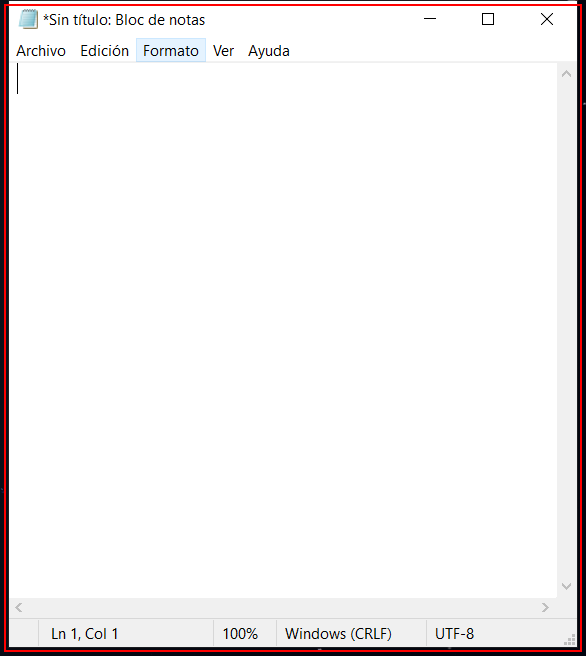 *Sin título: Bloc de notas
Archivo Edición Formato Ver Ayuda
Ln 1, Col 1 100% Windows (CRLF) UTF-8